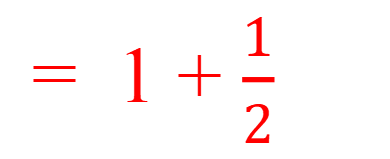 = 1 + 1/2